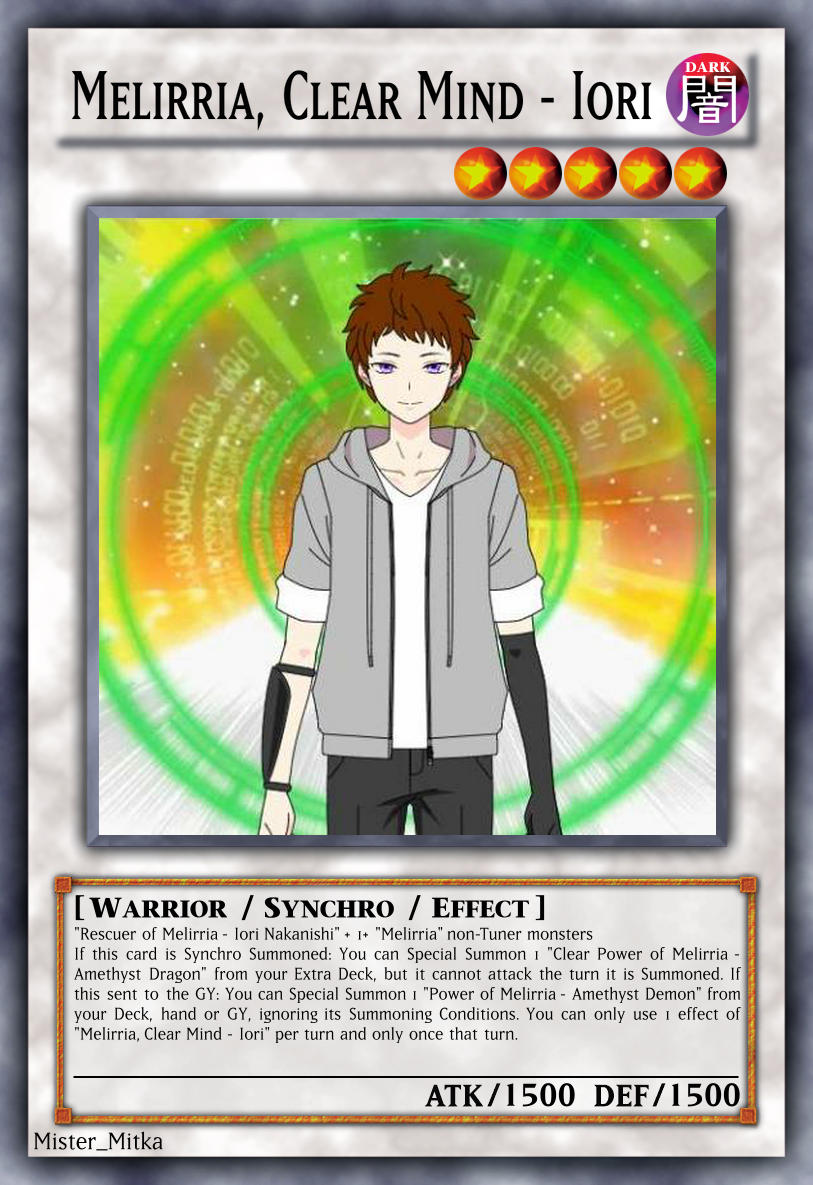 Melirria, Clear Mind - Iori
DARK
闇
[ Warrior / Synchro / Effect ]
"Rescuer of Melirria - Iori Nakanishi" + 1+ "Melirria" non-Tuner monsters
If this card is Synchro Summoned: You can Special Summon 1 "Clear Power of Melirria -
Amethyst Dragon" from your Extra Deck, but it cannot attack the turn it is Summoned. If
this sent to the GY: You can Special Summon 1 "Power of Melirria - Amethyst Demon" from
your Deck, hand or GY, ignoring its Summoning Conditions. You can only use 1 effect of
"Melirria, Clear Mind - Iori" per turn and only once that turn.
ATK/1500 DEF/1500
Mister_Mitka